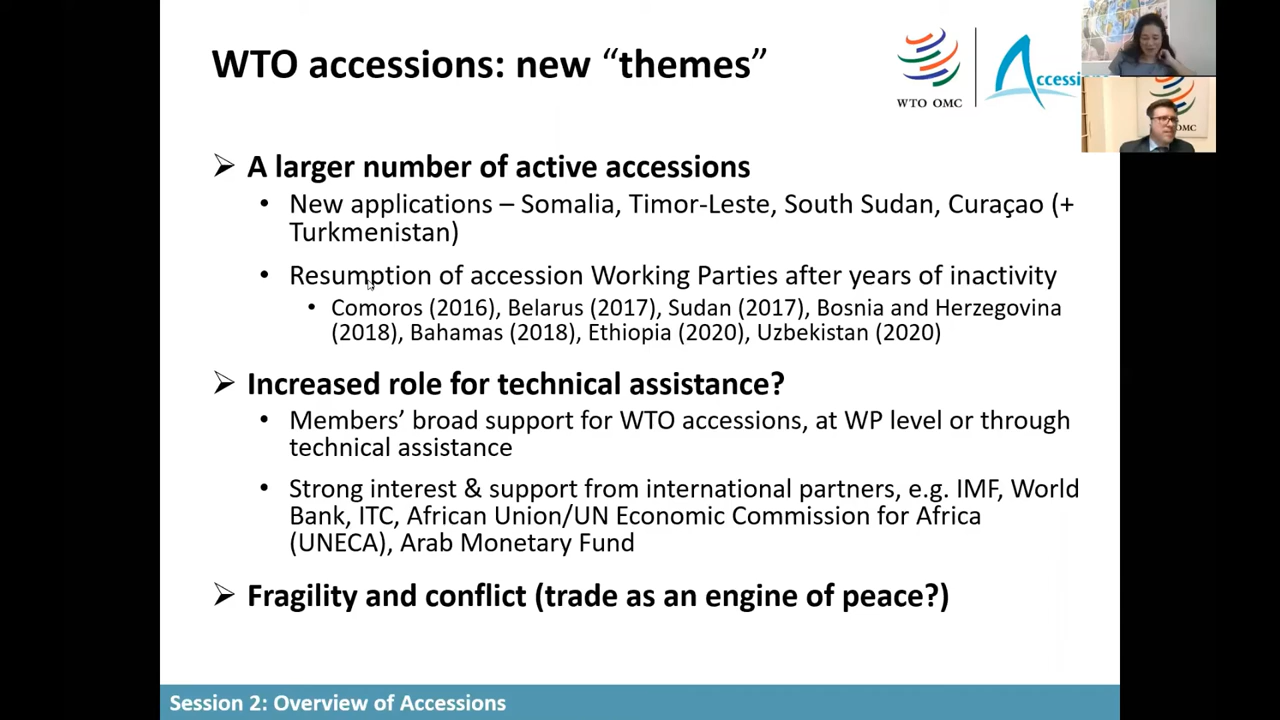 WTO accessions: new “themes”
WTO OMC
Accessi
OMC
➢ A larger number of active accessions
• New applications – Somalia, Timor-Leste, South Sudan, Curaçao (+
Turkmenistan)
• Resumption of accession Working Parties after years of inactivity
• Comoros (2016), Belarus (2017), Sudan (2017), Bosnia and Herzegovina
(2018), Bahamas (2018), Ethiopia (2020), Uzbekistan (2020)
➢ Increased role for technical assistance?
• Members’ broad support for WTO accessions, at WP level or through
technical assistance
• Strong interest & support from international partners, e.g. IMF, World
Bank, ITC, African Union/UN Economic Commission for Africa
(UNECA), Arab Monetary Fund
➢ Fragility and conflict (trade as an engine of peace?)
Session 2: Overview of Accessions